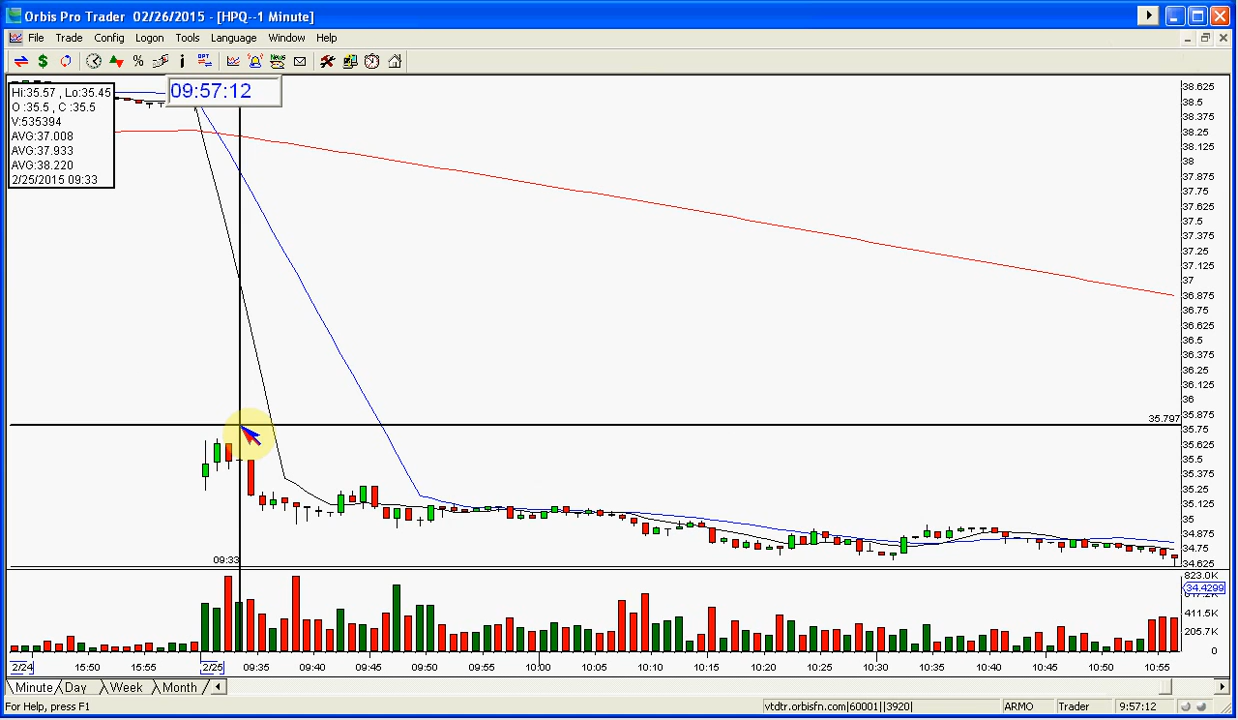 Orbis Pro Trader 02/26/2015 - [HPQ--1 Minute]
File Trade Config Logon Tools Language Window Help
Hi:35.57 , Lo:35.45
O :35.5 , C :35.5
V:535394
AVG:37.008
AVG:37.933
AVG:38.220
2/25/2015 09:33
09:57:12
38.625
38.5
38.375
38.25
38.125
38
37.875
37.75
37.625
37.5
37.375
37.25
37.125
37
36.875
36.75
36.625
36.5
36.375
36.25
36.125
36
35.875
35.797
35.75
35.625
35.5
35.375
35.25
35.125
35
34.875
34.75
34.625
09:33
823.0K
34.4299
411.5K
205.7K
0
2/24 15:50 15:55 2/25 09:35 09:40 09:45 09:50 09:55 10:00 10:05 10:10 10:15 10:20 10:25 10:30 10:35 10:40 10:45 10:50 10:55
Minute Day Week Month
For Help, press F1 vtdtr.orbisfn.com|60001||3920| ARMO Trader 9:57:12